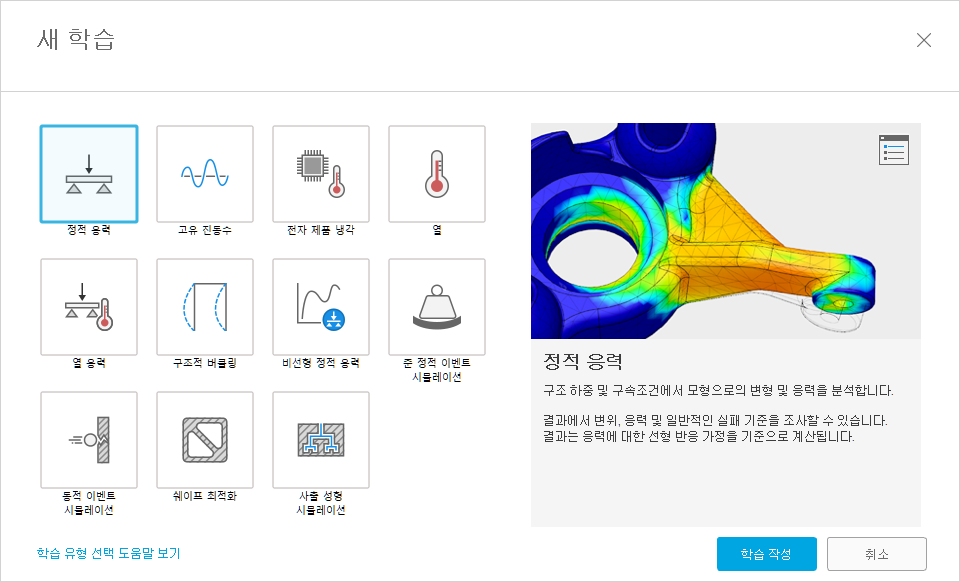 새 학습
정적 응력
고유 진동수
전자 제품 냉각
열
열 응력
구조적 버클링
비선형 정적 응력
준 정적 이벤트
시뮬레이션
동적 이벤트
시뮬레이션
쉐이프 최적화
사출 성형
시뮬레이션
정적 응력
구조 하중 및 구속조건에서 모형으로의 변형 및 응력을 분석합니다.
결과에서 변위, 응력 및 일반적인 실패 기준을 조사할 수 있습니다.
결과는 응력에 대한 선형 반응 가정을 기준으로 계산됩니다.
학습 유형 선택 도움말 보기
학습 작성
취소